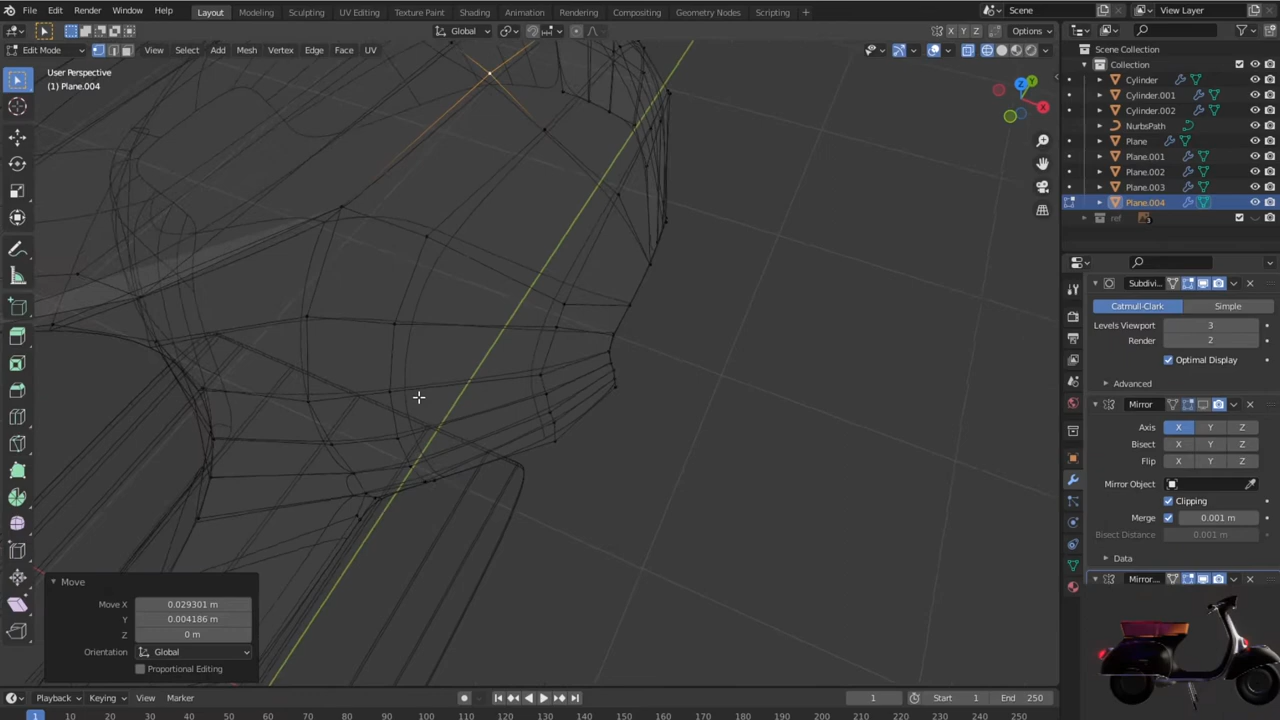 File Edit Render Window Help Layout Modeling Sculpting UV Editing Texture Paint Shading Animation Rendering Compositing Geometry Nodes Scripting + Scene View Layer
Global X Y Z Options
Edit Mode View Select Add Mesh Vertex Edge Face UV
User Perspective
(1) Plane.004
Z Y X
Scene Collection
Collection
Cylinder
Cylinder.001
Cylinder.002
NurbsPath
Plane
Plane.001
Plane.002
Plane.003
Plane.004
ref 3
Subdivi...
Catmull-Clark Simple
Levels Viewport 3
Render 2
Optimal Display
Advanced
Mirror
Axis X Y Z
Bisect X Y Z
Flip X Y Z
Mirror Object
Clipping
Merge 0.001 m
Bisect Distance 0.001 m
Data
Mirror...
Move
Move X 0.029301 m
Y 0.004186 m
Z 0 m
Orientation Global
Proportional Editing
Playback Keying View Marker 1 Start 1 End 250
1 10 20 30 40 50 60 70 80 90 100 110 120 130 140 150 160 170 180 190 200 210 220 230 240 250